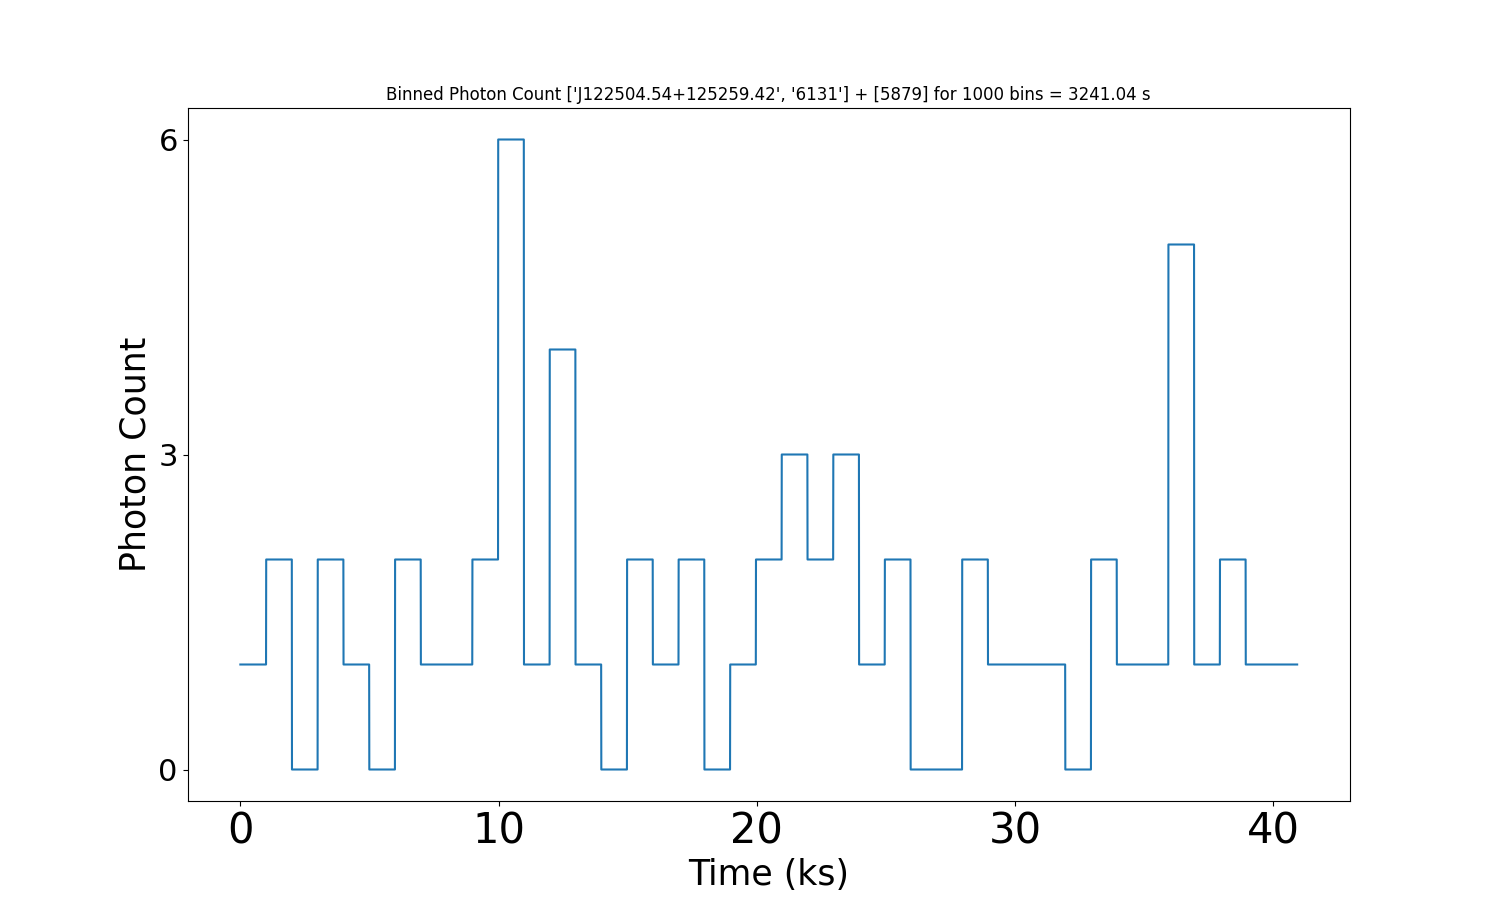 Binned Photon Count ['J122504.54+125259.42', '6131'] + [5879] for 1000 bins = 3241.04 s
6
3
0
Photon Count
0 10 20 30 40
Time (ks)